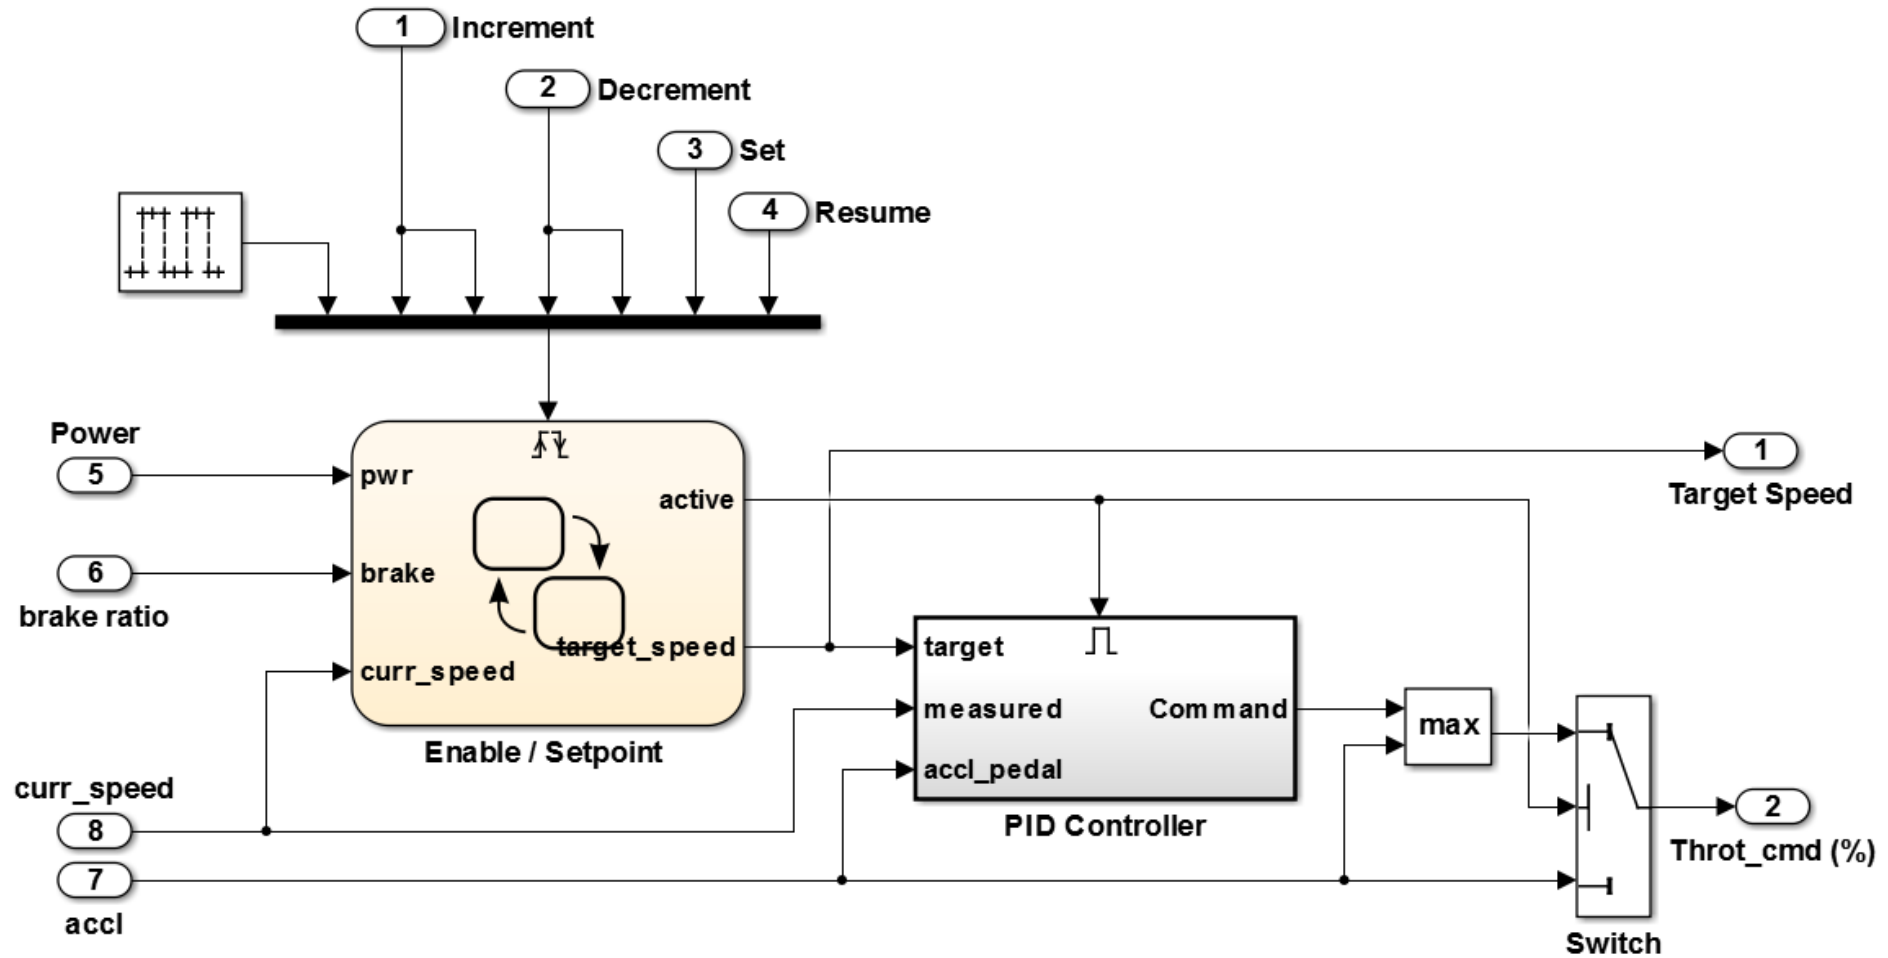 1 Increment
2 Decrement
3 Set
4 Resume
Power
5
pwr
active
1
Target Speed
6
brake
brake ratio
target_speed
target
curr_speed
measured
Command
max
Enable / Setpoint
accl_pedal
curr_speed
8
PID Controller
2
Throt_cmd (%)
7
accl
Switch